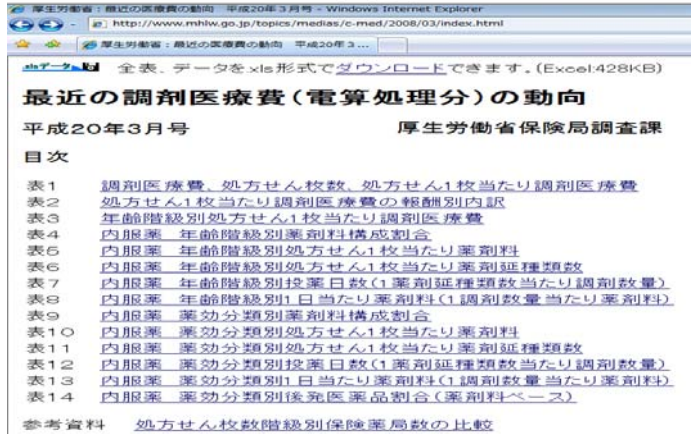 厚生労働省：最近の医療費の動向　平成20年3月号 - Windows Internet Explorer
http://www.mhlw.go.jp/topics/medias/c-med/2008/03/index.html
厚生労働省：最近の医療費の動向　平成20年3...
xlsデータ 全表、データをxls形式でダウンロードできます。(Excel:428KB)
最近の調剤医療費(電算処理分)の動向
平成20年3月号 厚生労働省保険局調査課
目次
表1 調剤医療費、処方せん枚数、処方せん1枚当たり調剤医療費
表2 処方せん1枚当たり調剤医療費の報酬別内訳
表3 年齢階級別処方せん1枚当たり調剤医療費
表4 内服薬　年齢階級別薬剤料構成割合
表5 内服薬　年齢階級別処方せん1枚当たり薬剤料
表6 内服薬　年齢階級別処方せん1枚当たり薬剤延種類数
表7 内服薬　年齢階級別投薬日数(1薬剤延種類数当たり調剤数量)
表8 内服薬　年齢階級別1日当たり薬剤料(1調剤数量当たり薬剤料)
表9 内服薬　薬効分類別薬剤料構成割合
表10 内服薬　薬効分類別処方せん1枚当たり薬剤料
表11 内服薬　薬効分類別処方せん1枚当たり薬剤延種類数
表12 内服薬　薬効分類別投薬日数(1薬剤延種類数当たり調剤数量)
表13 内服薬　薬効分類別1日当たり薬剤料(1調剤数量当たり薬剤料)
表14 内服薬　薬効分類別後発医薬品割合(薬剤料ベース)
参考資料 処方せん枚数階級別保険薬局数の比較